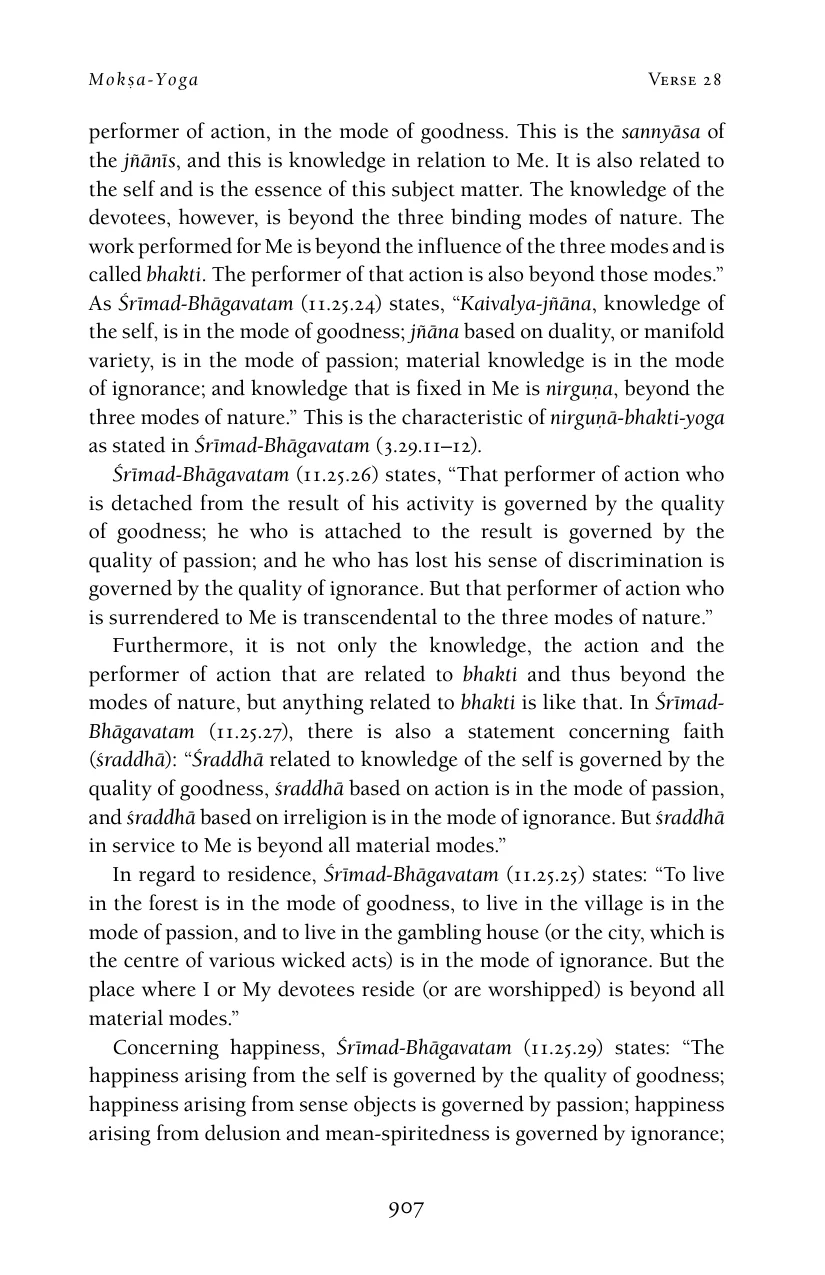 Mokṣa-Yoga Verse 28
performer of action, in the mode of goodness. This is the sannyāsa of
the jñānīs, and this is knowledge in relation to Me. It is also related to
the self and is the essence of this subject matter. The knowledge of the
devotees, however, is beyond the three binding modes of nature. The
work performed for Me is beyond the influence of the three modes and is
called bhakti. The performer of that action is also beyond those modes.”
As Śrīmad-Bhāgavatam (11.25.24) states, “Kaivalya-jñāna, knowledge of
the self, is in the mode of goodness; jñāna based on duality, or manifold
variety, is in the mode of passion; material knowledge is in the mode
of ignorance; and knowledge that is fixed in Me is nirguṇa, beyond the
three modes of nature.” This is the characteristic of nirguṇā-bhakti-yoga
as stated in Śrīmad-Bhāgavatam (3.29.11–12).
Śrīmad-Bhāgavatam (11.25.26) states, “That performer of action who
is detached from the result of his activity is governed by the quality
of goodness; he who is attached to the result is governed by the
quality of passion; and he who has lost his sense of discrimination is
governed by the quality of ignorance. But that performer of action who
is surrendered to Me is transcendental to the three modes of nature.”
Furthermore, it is not only the knowledge, the action and the
performer of action that are related to bhakti and thus beyond the
modes of nature, but anything related to bhakti is like that. In Śrīmad-
Bhāgavatam (11.25.27), there is also a statement concerning faith
(śraddhā): “Śraddhā related to knowledge of the self is governed by the
quality of goodness, śraddhā based on action is in the mode of passion,
and śraddhā based on irreligion is in the mode of ignorance. But śraddhā
in service to Me is beyond all material modes.”
In regard to residence, Śrīmad-Bhāgavatam (11.25.25) states: “To live
in the forest is in the mode of goodness, to live in the village is in the
mode of passion, and to live in the gambling house (or the city, which is
the centre of various wicked acts) is in the mode of ignorance. But the
place where I or My devotees reside (or are worshipped) is beyond all
material modes.”
Concerning happiness, Śrīmad-Bhāgavatam (11.25.29) states: “The
happiness arising from the self is governed by the quality of goodness;
happiness arising from sense objects is governed by passion; happiness
arising from delusion and mean-spiritedness is governed by ignorance;
907